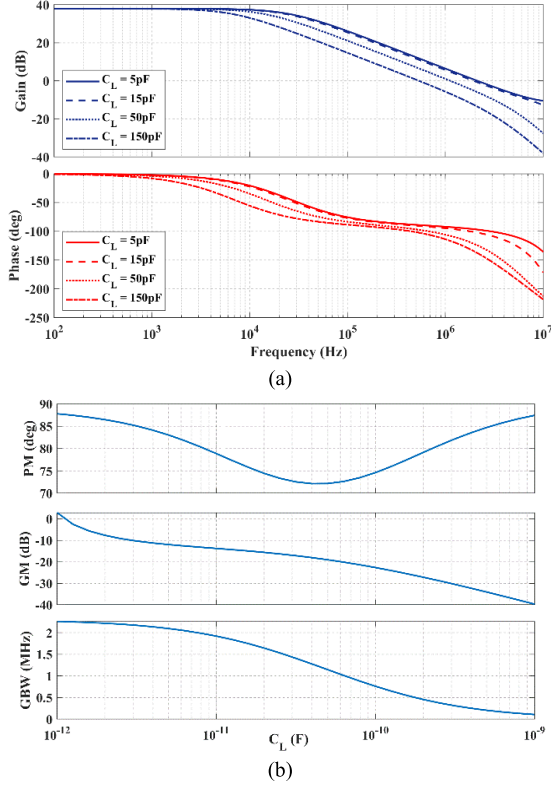 40
20
0
-20
40
Gain (dB)
C_L = 5pF
C_L = 15pF
C_L = 50pF
C_L = 150pF
0
-50
-100
-150
-200
-250
Phase (deg)
C_L = 5pF
C_L = 15pF
C_L = 50pF
C_L = 150pF
10^2
10^3
10^4
10^5
10^6
10^7
Frequency (Hz)
(a)
90
85
80
75
70
PM (deg)
0
-10
-20
-30
-40
GM (dB)
2
1.5
1
0.5
0
GBW (MHz)
10^-12
10^-11
10^-10
10^-9
C_L (F)
(b)